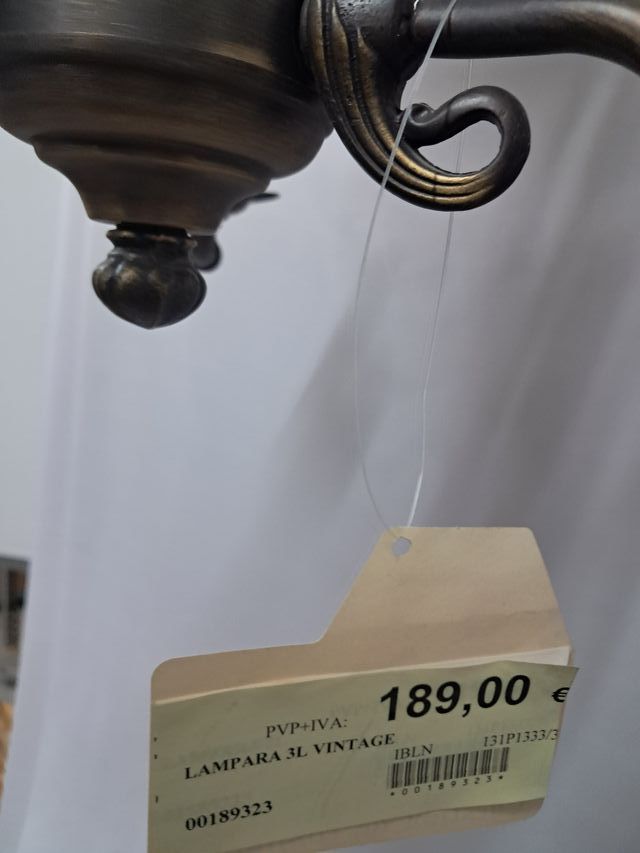 PVP+IVA: 189,00 €
LAMPARA 3L VINTAGE
IBLN I31P1333/3
*00189323*
00189323